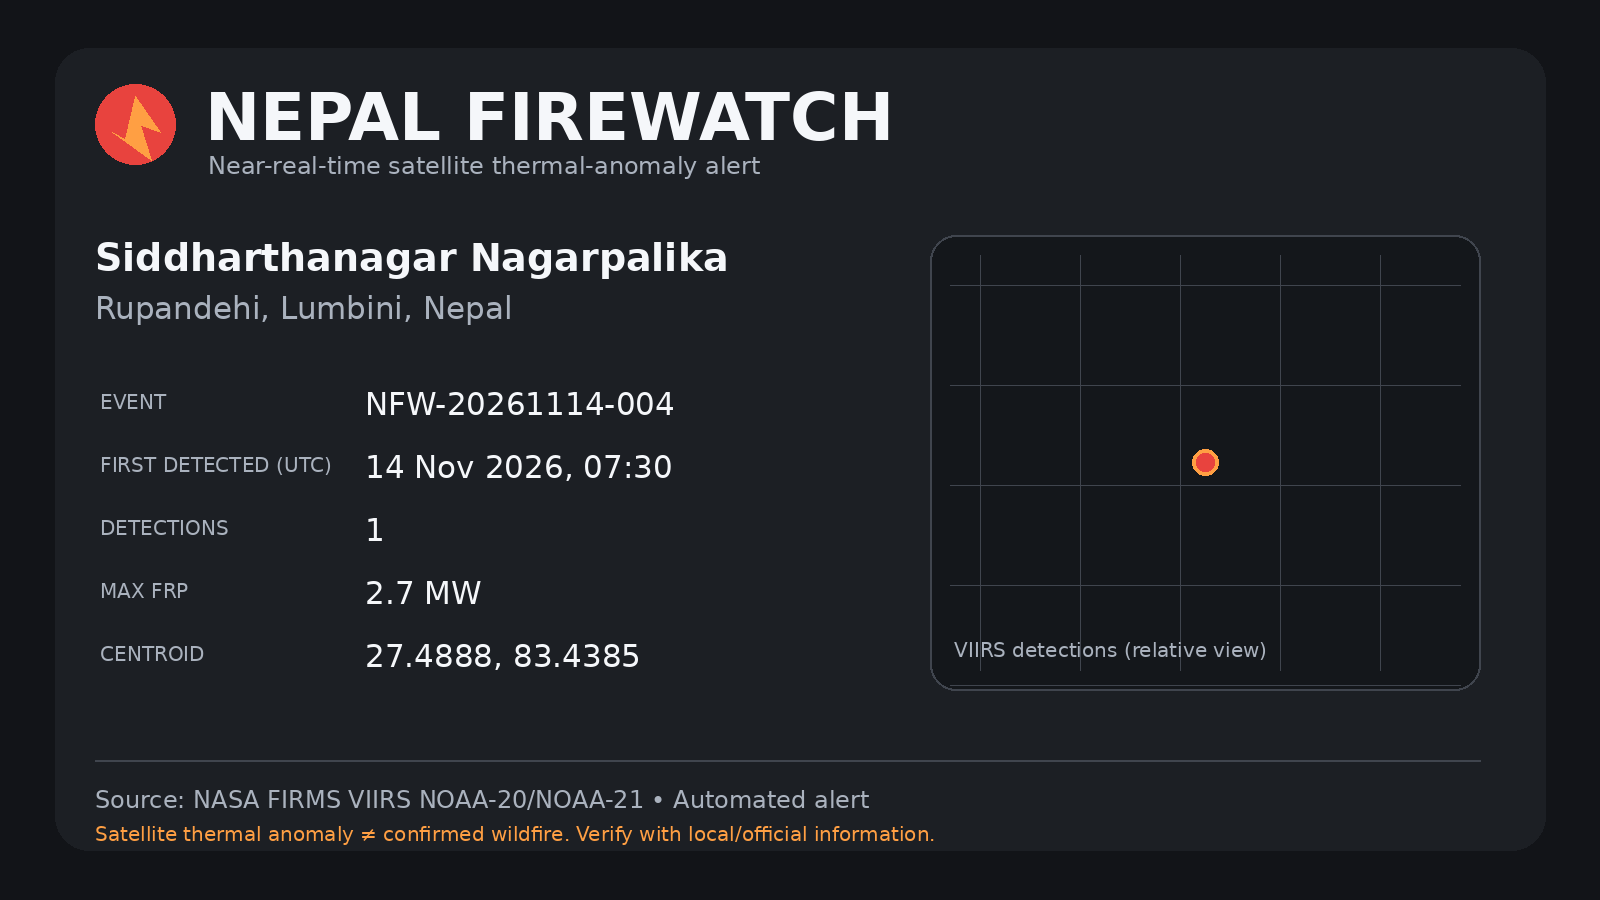 NEPAL FIREWATCH
Near-real-time satellite thermal-anomaly alert
Siddharthanagar Nagarpalika
Rupandehi, Lumbini, Nepal
EVENT NFW-20261114-004
FIRST DETECTED (UTC) 14 Nov 2026, 07:30
DETECTIONS 1
MAX FRP 2.7 MW
CENTROID 27.4888, 83.4385
VIIRS detections (relative view)
Source: NASA FIRMS VIIRS NOAA-20/NOAA-21 • Automated alert
Satellite thermal anomaly ≠ confirmed wildfire. Verify with local/official information.